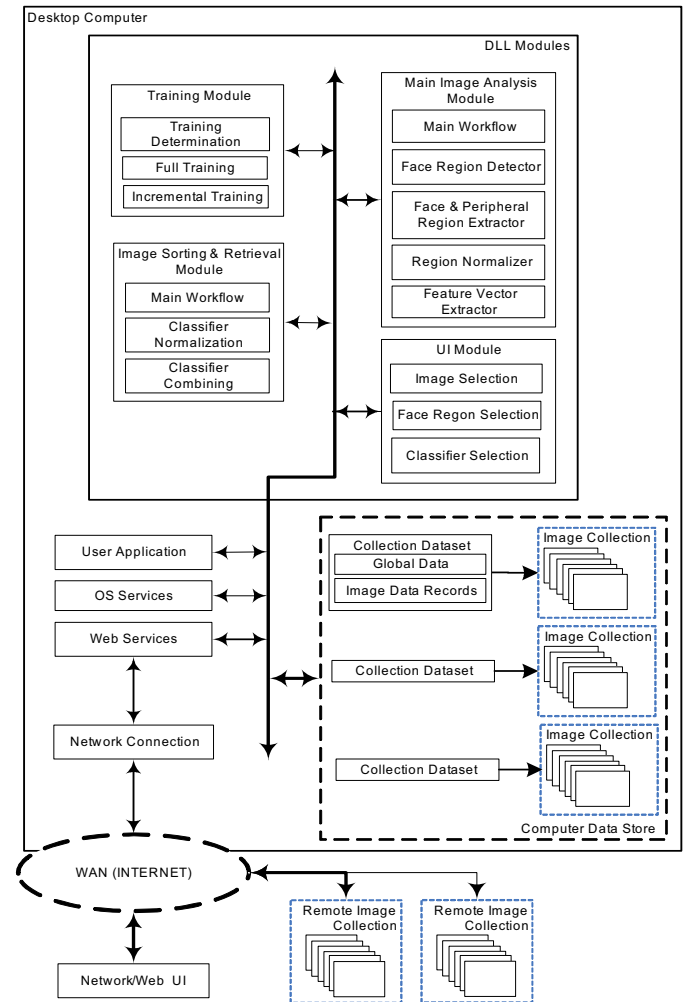 Desktop Computer
DLL Modules
Training Module
Training
Determination
Full Training
Incremental Training
Image Sorting & Retrieval
Module
Main Workflow
Classifier
Normalization
Classifier
Combining
Main Image Analysis
Module
Main Workflow
Face Region Detector
Face & Peripheral
Region Extractor
Region Normalizer
Feature Vector
Extractor
UI Module
Image Selection
Face Regon Selection
Classifier Selection
User Application
OS Services
Web Services
Network Connection
Collection Dataset
Global Data
Image Data Records
Image Collection
Collection Dataset
Image Collection
Collection Dataset
Image Collection
Computer Data Store
WAN (INTERNET)
Network/Web UI
Remote Image
Collection
Remote Image
Collection